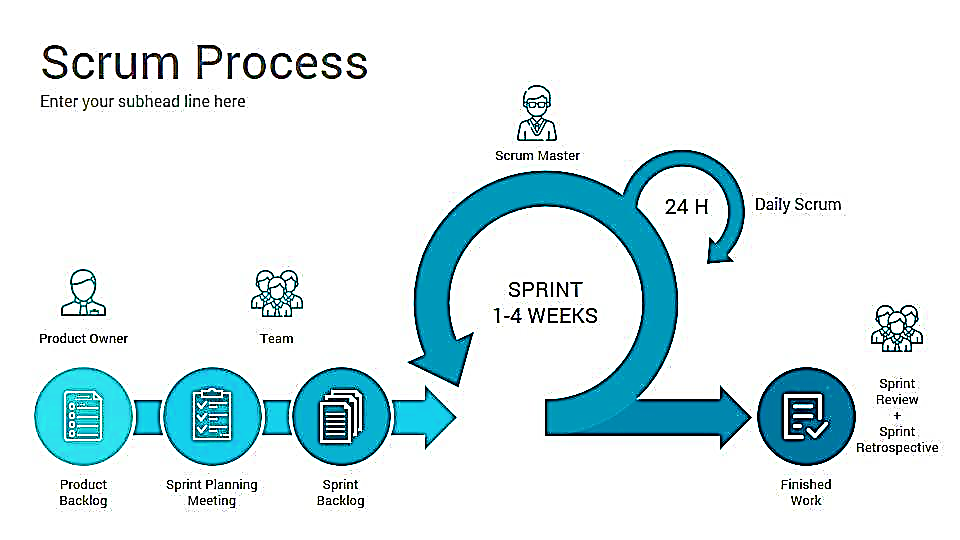 Scrum Process
Enter your subhead line here
Scrum Master
24 H
Daily Scrum
SPRINT
1-4 WEEKS
Product Owner
Team
Sprint
Review
+
Sprint
Retrospective
Product
Backlog
Sprint Planning
Meeting
Sprint
Backlog
Finished
Work